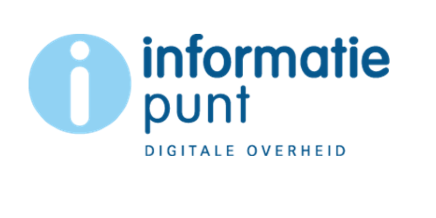 i informatie
punt
DIGITALE OVERHEID